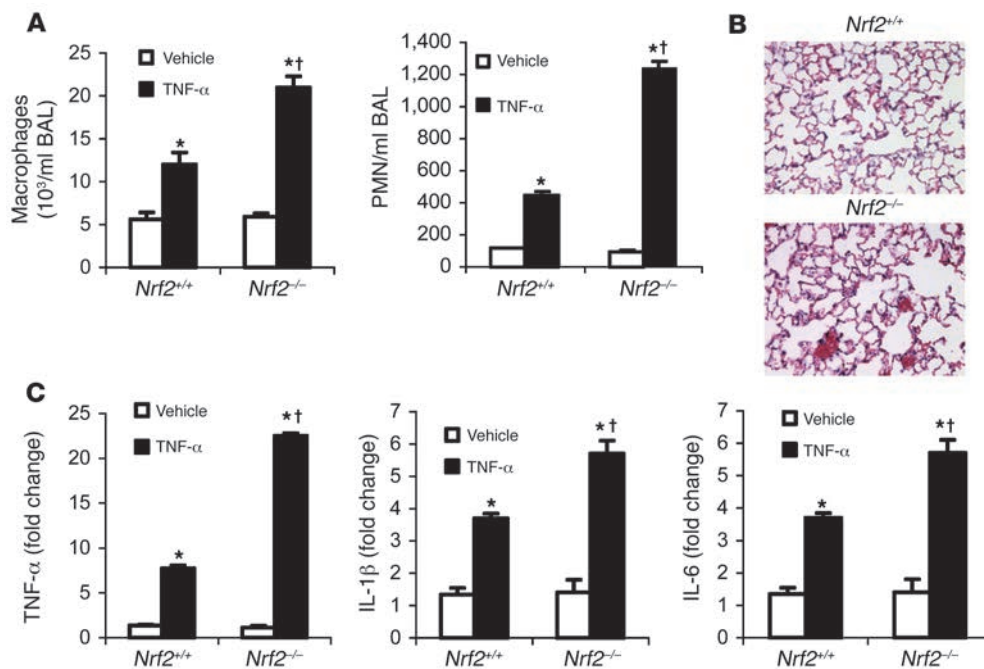 A
Macrophages
(10³/ml BAL)
25
20
15
10
5
0
Vehicle
TNF-α
*
*†
Nrf2+/+
Nrf2–/–
PMN/ml BAL
1,400
1,200
1,000
800
600
400
200
0
Vehicle
TNF-α
*
*†
Nrf2+/+
Nrf2–/–
B
Nrf2+/+
Nrf2–/–
C
TNF-α (fold change)
25
20
15
10
5
0
Vehicle
TNF-α
*
*†
Nrf2+/+
Nrf2–/–
IL-1β (fold change)
7
6
5
4
3
2
1
0
Vehicle
TNF-α
*
*†
Nrf2+/+
Nrf2–/–
IL-6 (fold change)
7
6
5
4
3
2
1
0
Vehicle
TNF-α
*
*†
Nrf2+/+
Nrf2–/–